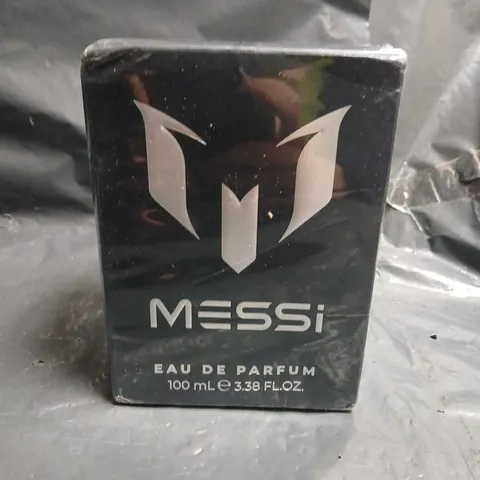 MESSi
EAU DE PARFUM
100 mL ℮ 3.38 FL.OZ.